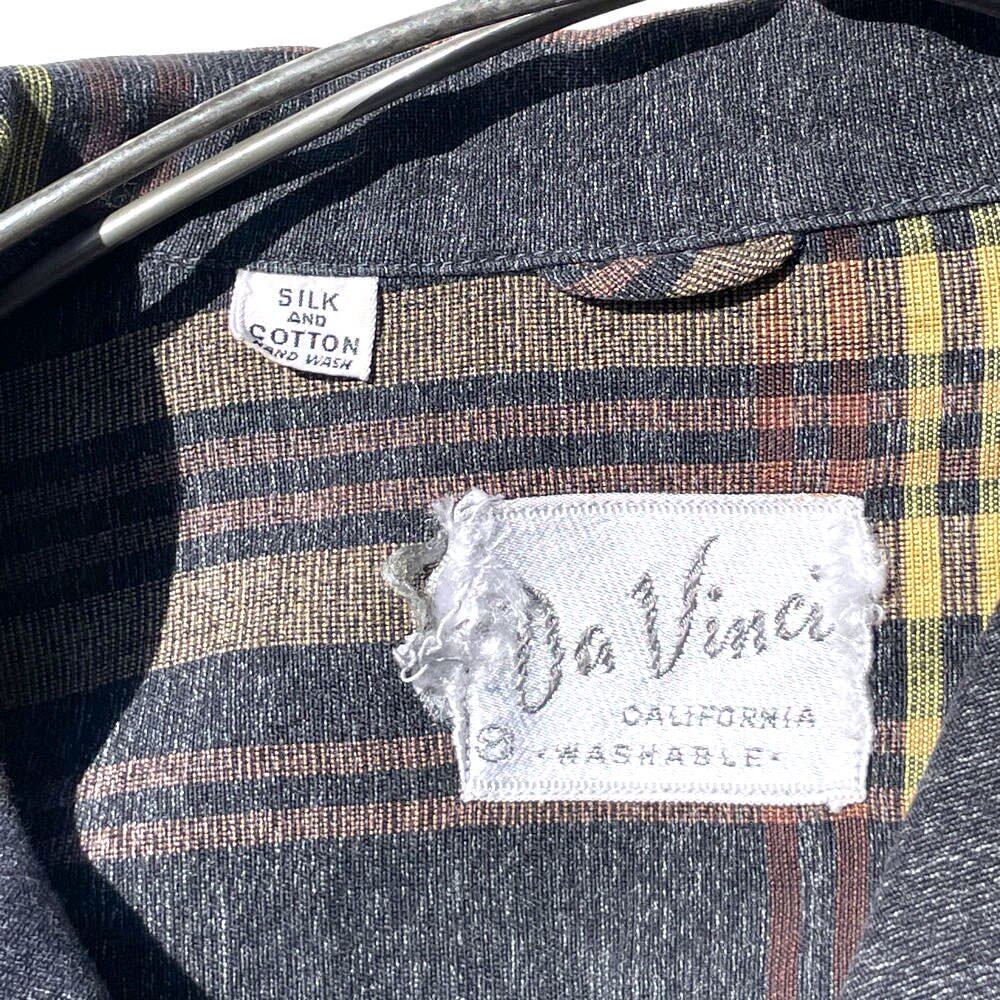 SILK
AND
COTTON
HAND WASH
Da Vinci
CALIFORNIA
M
-WASHABLE-